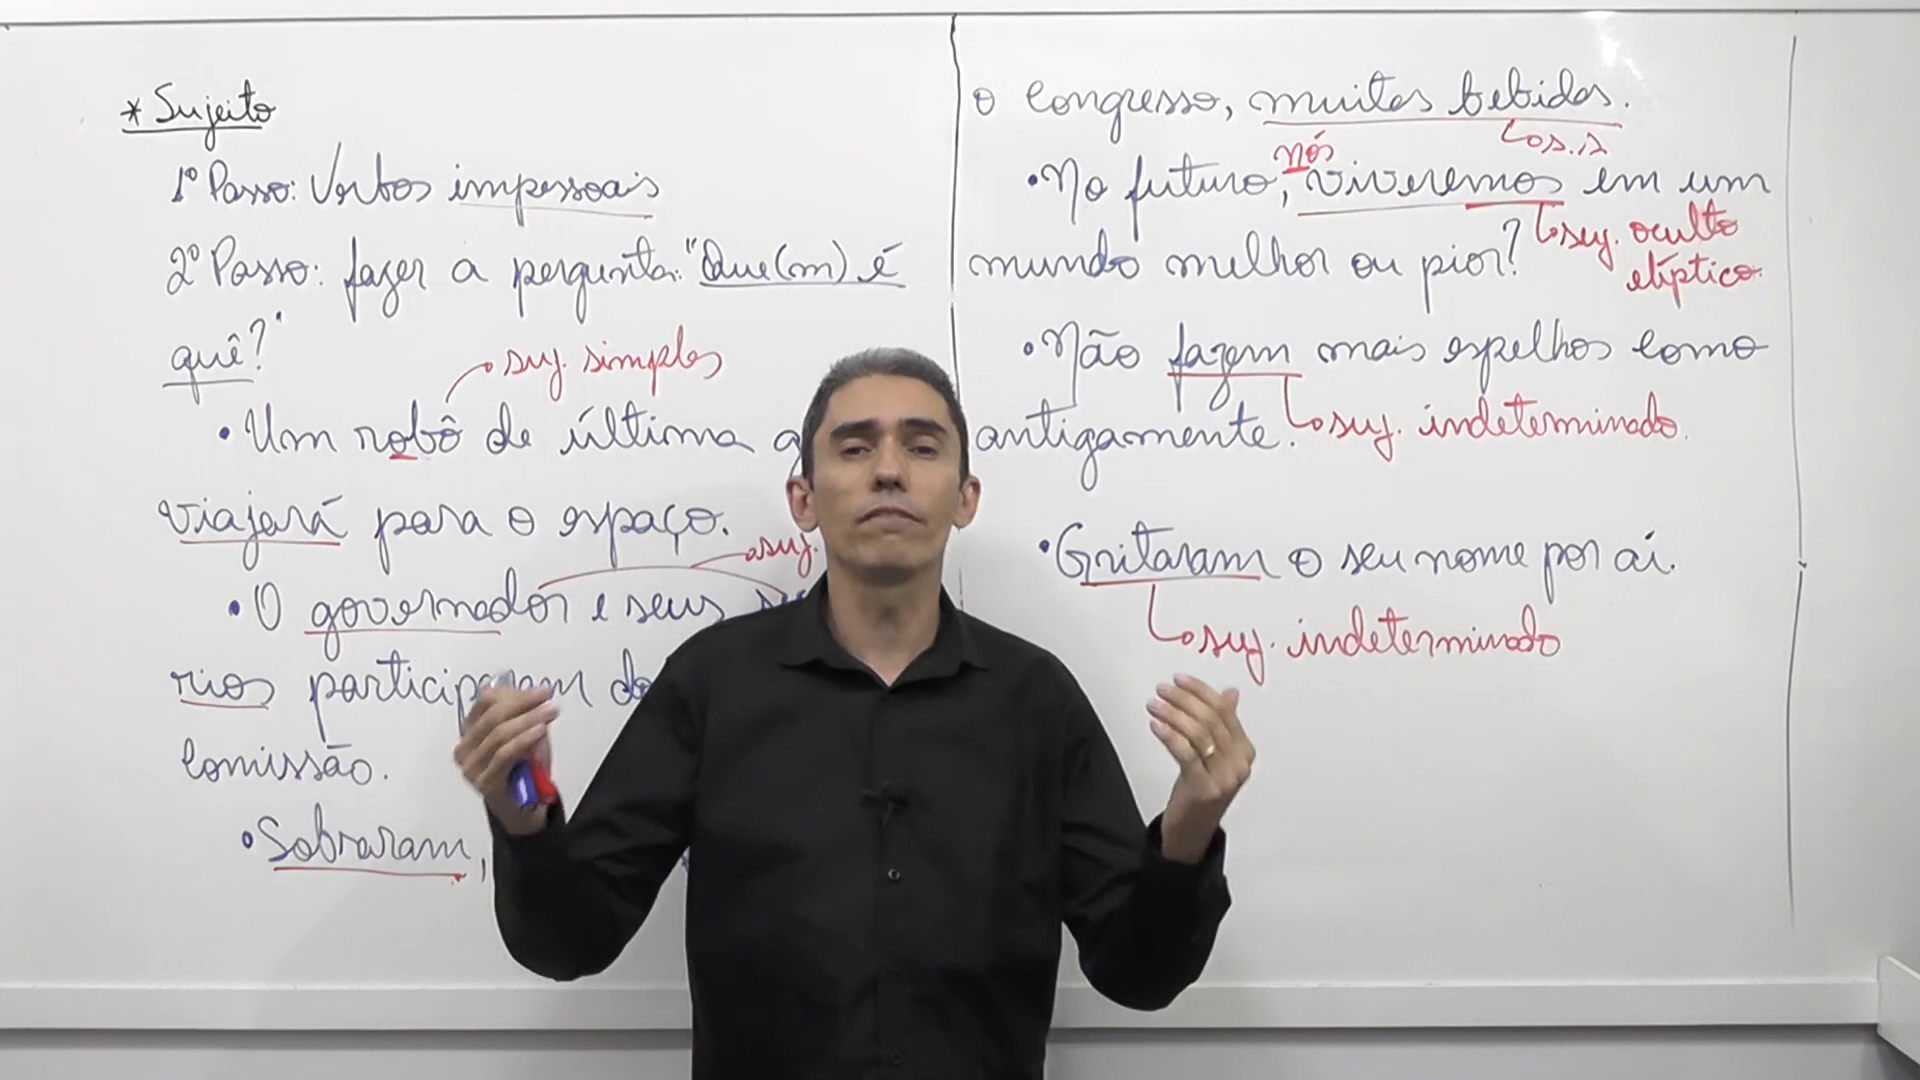 * Sujeito
1º Passo: Verbos impessoais
2º Passo: fazer a pergunta: "Que(m) é
quê?"
suj. simples
• Um robô de última
viajará para o espaço.
suj.
• O governador e seus
rios participaram do
comissão.
• Sobraram,
o congresso, muitas bebidas.
s.s
nós
• No futuro, viveremos em um
suj. oculto
mundo melhor ou pior?
elíptico.
• Não fazem mais espelhos como
antigamente.
suj. indeterminado.
• Gritaram o seu nome por aí.
suj. indeterminado